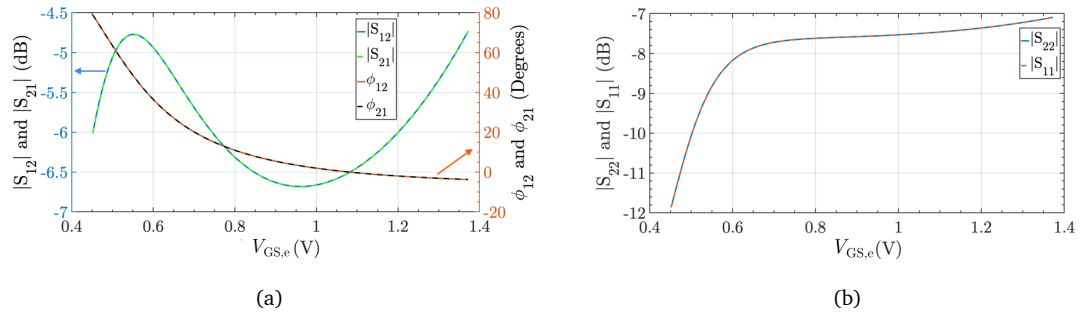 |S12| and |S21| (dB)
-4.5
-5
-5.5
-6
-6.5
-7
0.4
0.6
0.8
1
1.2
1.4
VGS,e (V)
80
60
40
20
0
-20
ϕ12 and ϕ21 (Degrees)
|S12|
|S21|
ϕ12
ϕ21
(a)
|S22| and |S11| (dB)
-7
-8
-9
-10
-11
-12
0.4
0.6
0.8
1
1.2
1.4
VGS,e (V)
|S22|
|S11|
(b)